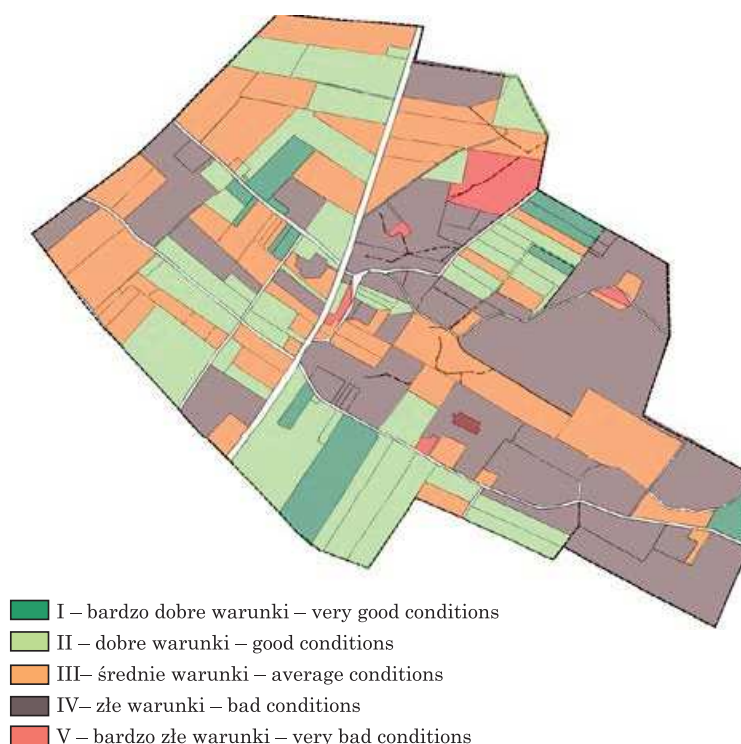 I – bardzo dobre warunki – very good conditions
II – dobre warunki – good conditions
III– średnie warunki – average conditions
IV– złe warunki – bad conditions
V – bardzo złe warunki – very bad conditions